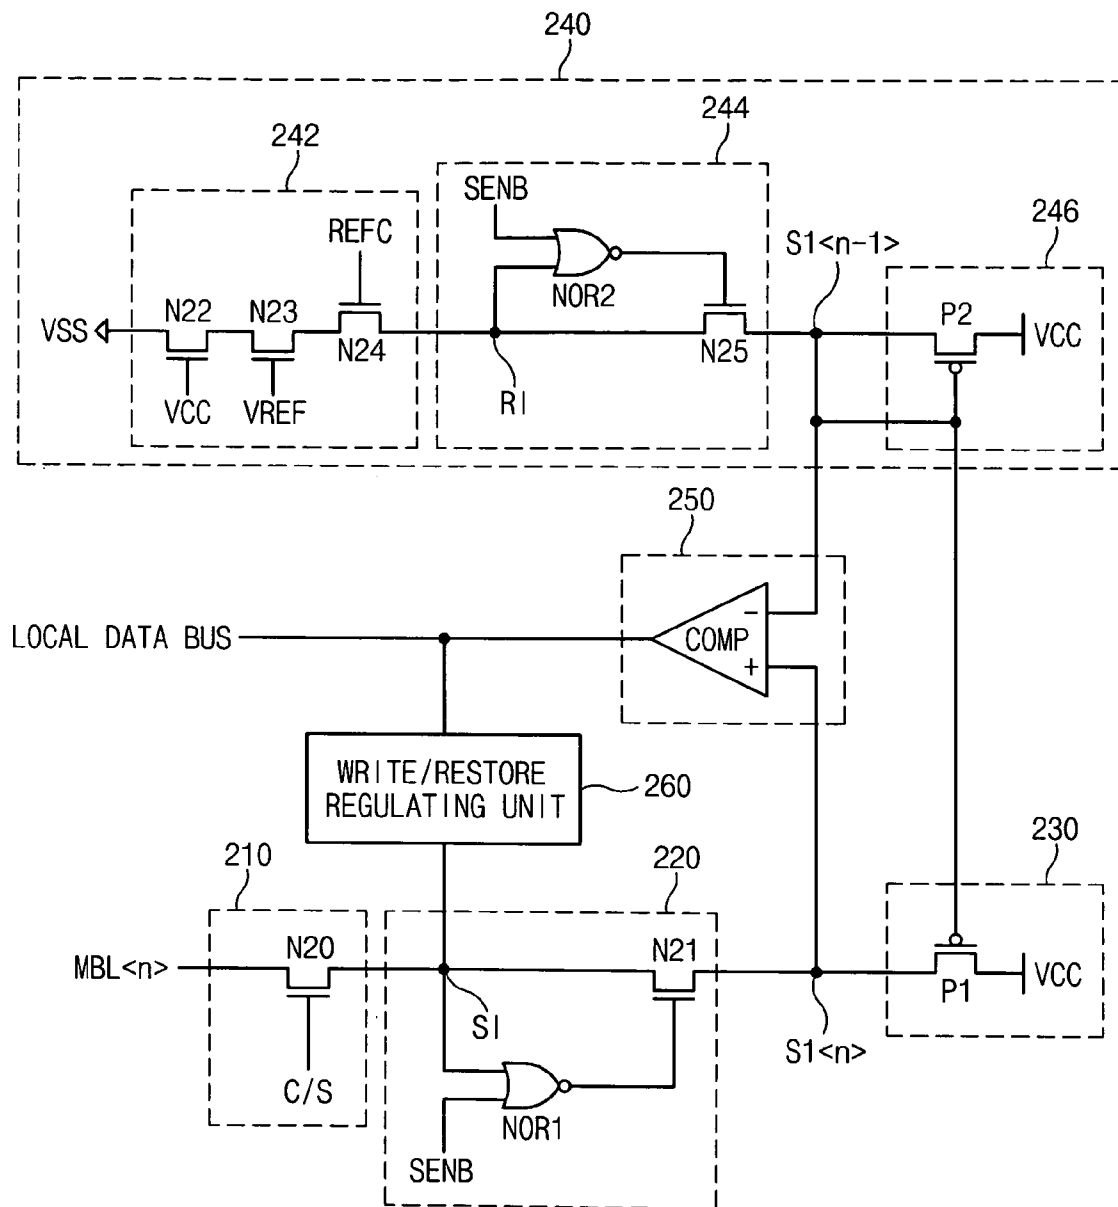 240
242
244
246
SENB
REFC
S1<n-1>
NOR2
N22
N23
P2
VSS
VCC
N24
N25
VCC
VREF
RI
250
LOCAL DATA BUS
COMP
-
+
WRITE/RESTORE
REGULATING UNIT
260
210
220
230
N20
N21
MBL<n>
VCC
P1
SI
S1<n>
C/S
NOR1
SENB